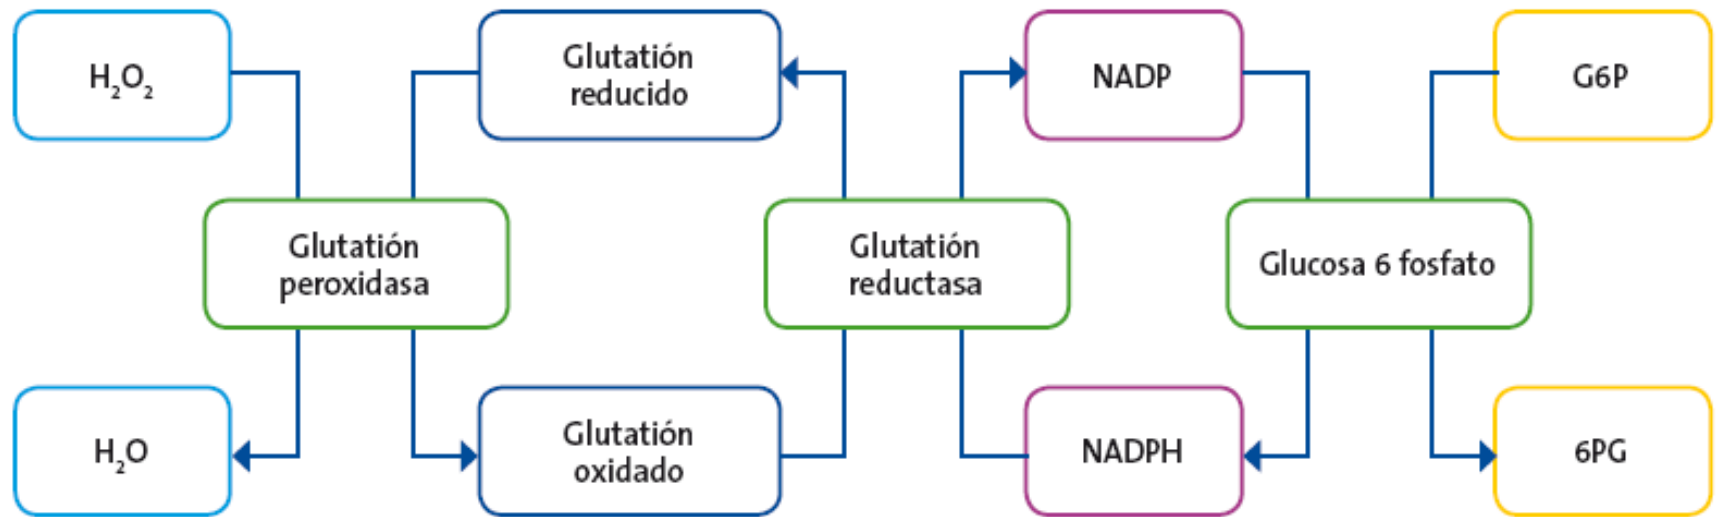 H₂O₂
Glutatión
reducido
NADP
G6P
Glutatión
peroxidasa
Glutatión
reductasa
Glucosa 6 fosfato
H₂O
Glutatión
oxidado
NADPH
6PG